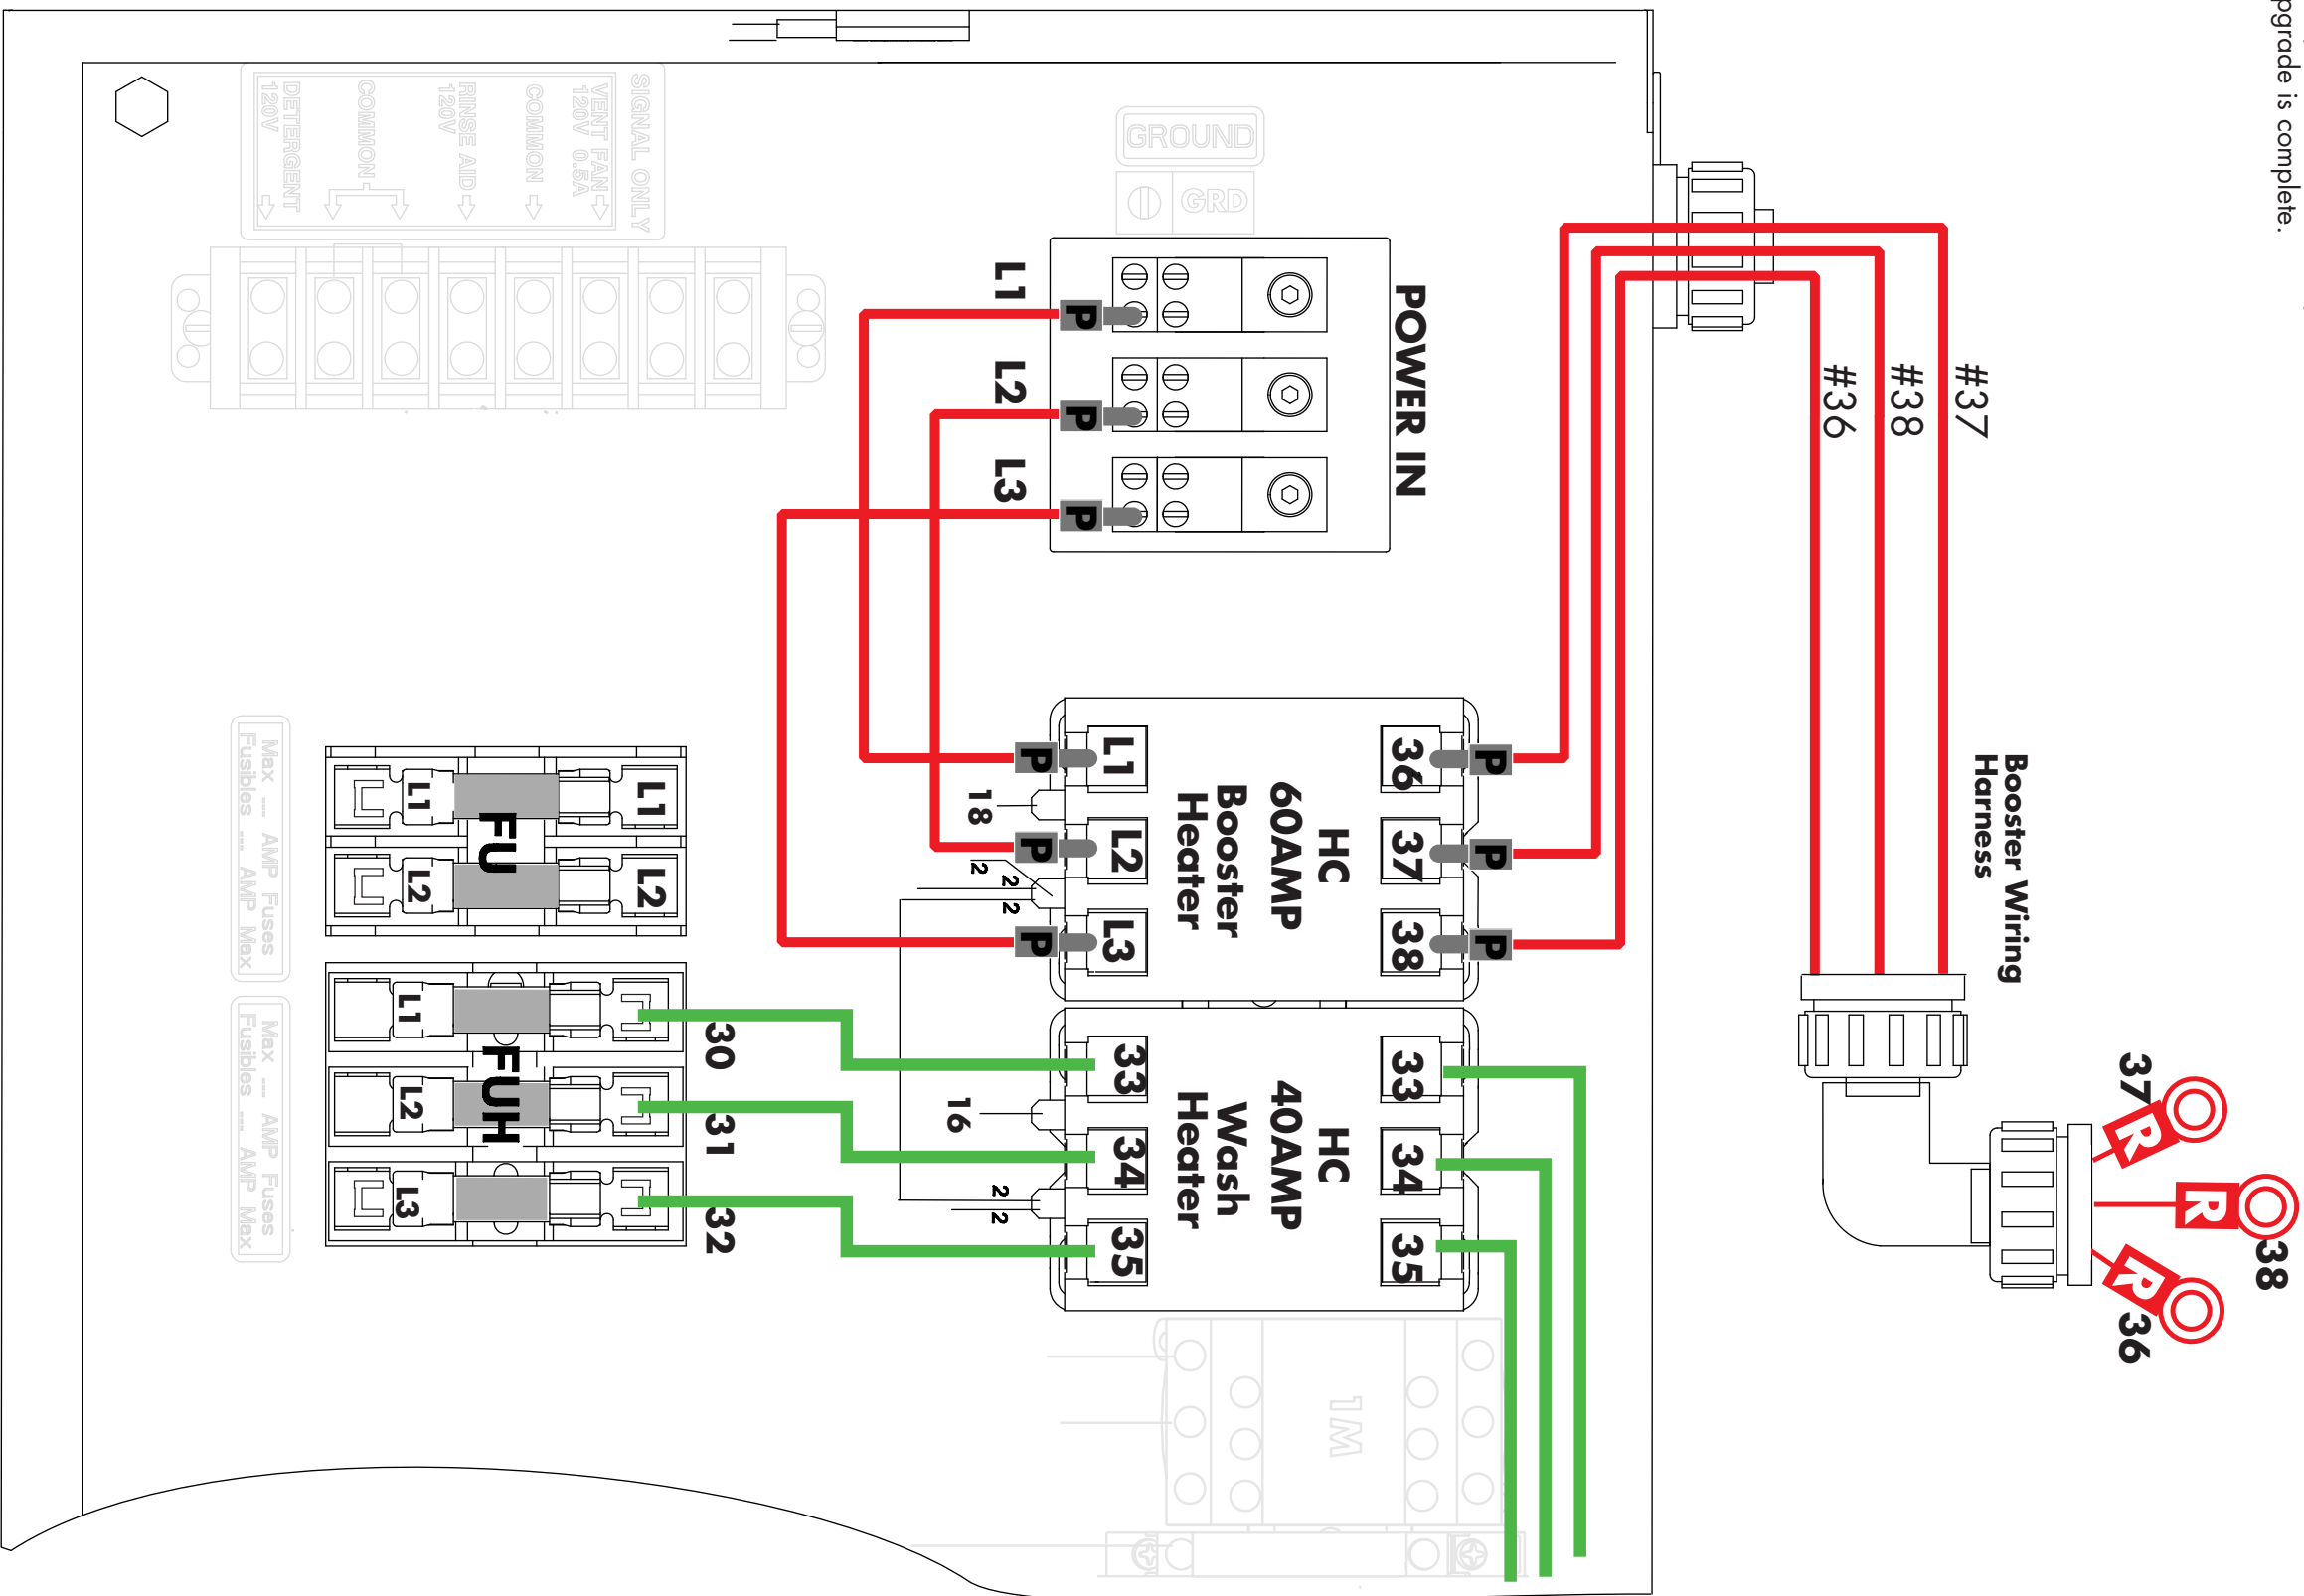 pgrade is complete.
#37
#38
#36
Booster Wiring
Harness
37
38
36
POWER IN
GROUND
GRD
L1
L2
L3
P
P
P
SIGNAL ONLY
VENT FAN
120V 0.5A
COMMON
RINSE AID
120V
COMMON
DETERGENT
120V
P
P
P
36
37
38
HC
60AMP
Booster
Heater
L1
L2
L3
P
P
P
18
2
2
2
33
34
35
HC
40AMP
Wash
Heater
33
34
35
16
2
2
R
R
R
1M
L1
L2
FU
L1
L2
30
31
32
FUH
L1
L2
L3
Max --- AMP Fuses
Fusibles --- AMP Max
Max --- AMP Fuses
Fusibles --- AMP Max